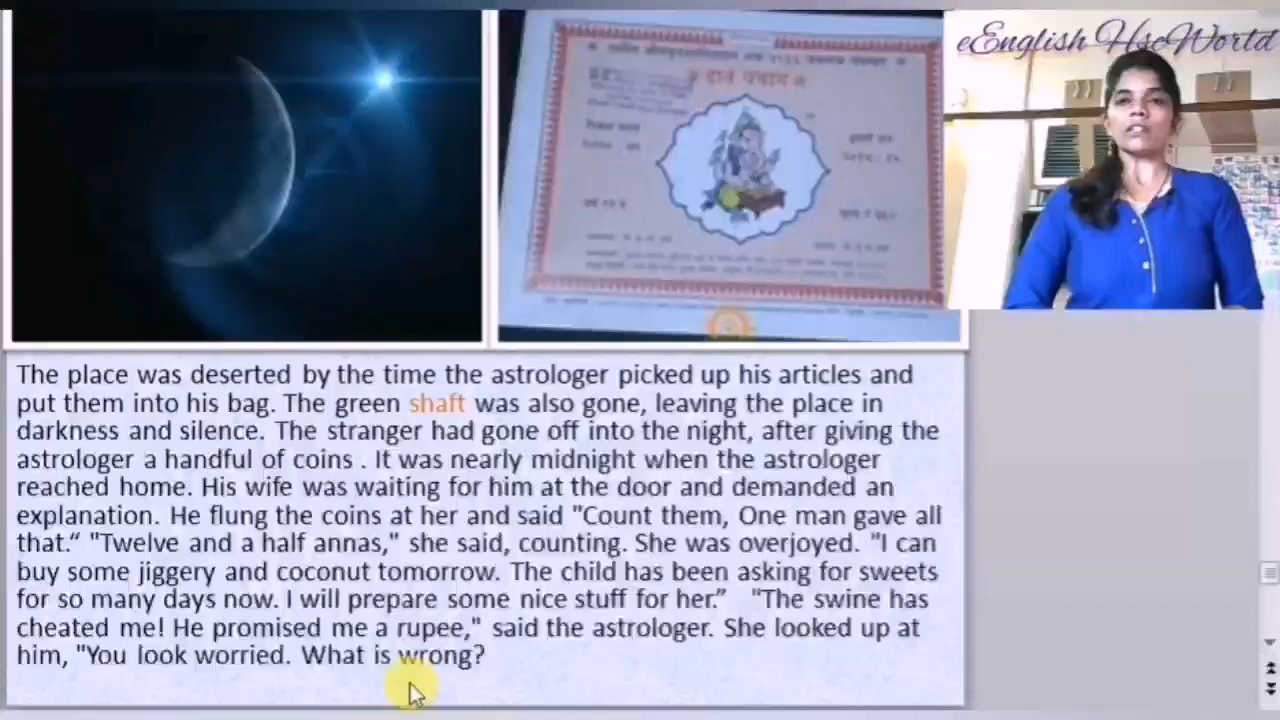 eEnglish HscWorld
दाते पंचांग
The place was deserted by the time the astrologer picked up his articles and
put them into his bag. The green shaft was also gone, leaving the place in
darkness and silence. The stranger had gone off into the night, after giving the
astrologer a handful of coins . It was nearly midnight when the astrologer
reached home. His wife was waiting for him at the door and demanded an
explanation. He flung the coins at her and said "Count them, One man gave all
that.“ "Twelve and a half annas," she said, counting. She was overjoyed. "I can
buy some jiggery and coconut tomorrow. The child has been asking for sweets
for so many days now. I will prepare some nice stuff for her.” "The swine has
cheated me! He promised me a rupee," said the astrologer. She looked up at
him, "You look worried. What is wrong?